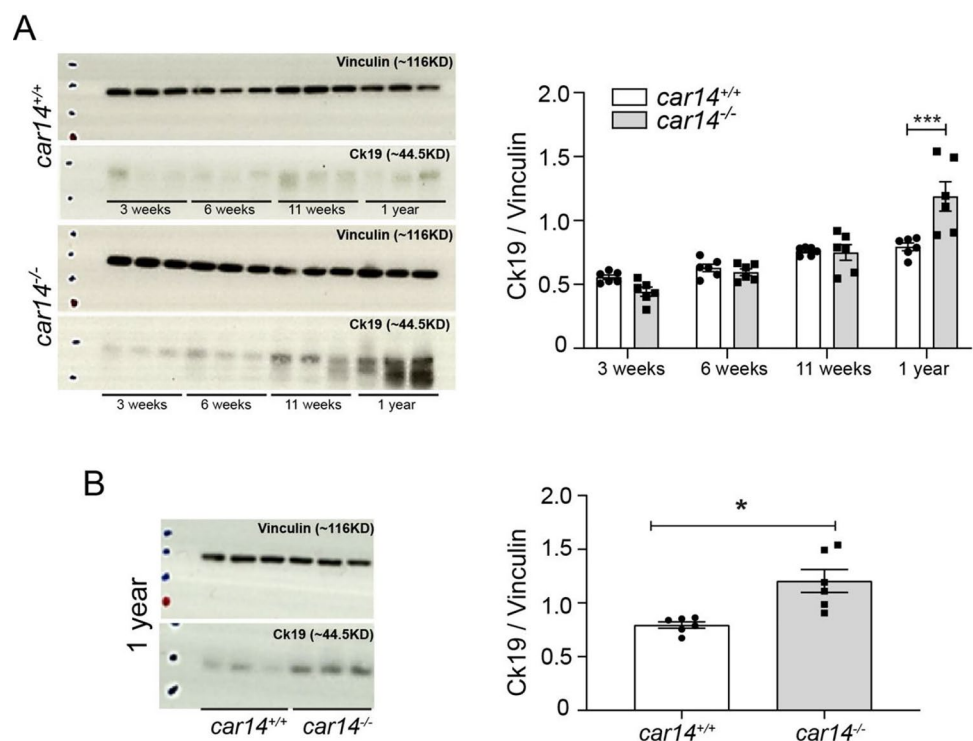 A
car14+/+
Vinculin (~116KD)
Ck19 (~44.5KD)
3 weeks 6 weeks 11 weeks 1 year
car14-/-
Vinculin (~116KD)
Ck19 (~44.5KD)
3 weeks 6 weeks 11 weeks 1 year
Ck19 / Vinculin
2.0
1.5
1.0
0.5
0
car14+/+
car14-/-
***
3 weeks 6 weeks 11 weeks 1 year
B
1 year
Vinculin (~116KD)
Ck19 (~44.5KD)
car14+/+ car14-/-
Ck19 / Vinculin
2.0
1.5
1.0
0.5
0
*
car14+/+ car14-/-